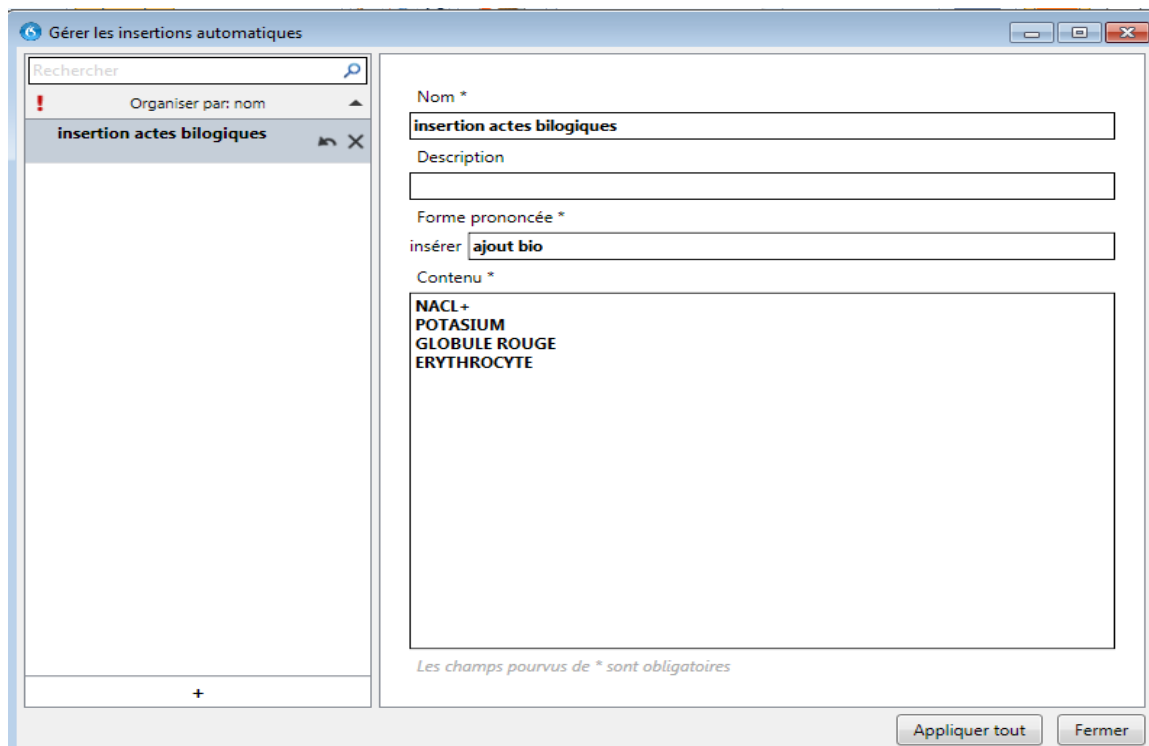 Gérer les insertions automatiques
Rechercher
Organiser par: nom
insertion actes bilogiques
Nom *
insertion actes bilogiques
Description
Forme prononcée *
insérer ajout bio
Contenu *
NACL+
POTASIUM
GLOBULE ROUGE
ERYTHROCYTE
Les champs pourvus de * sont obligatoires
+
Appliquer tout Fermer